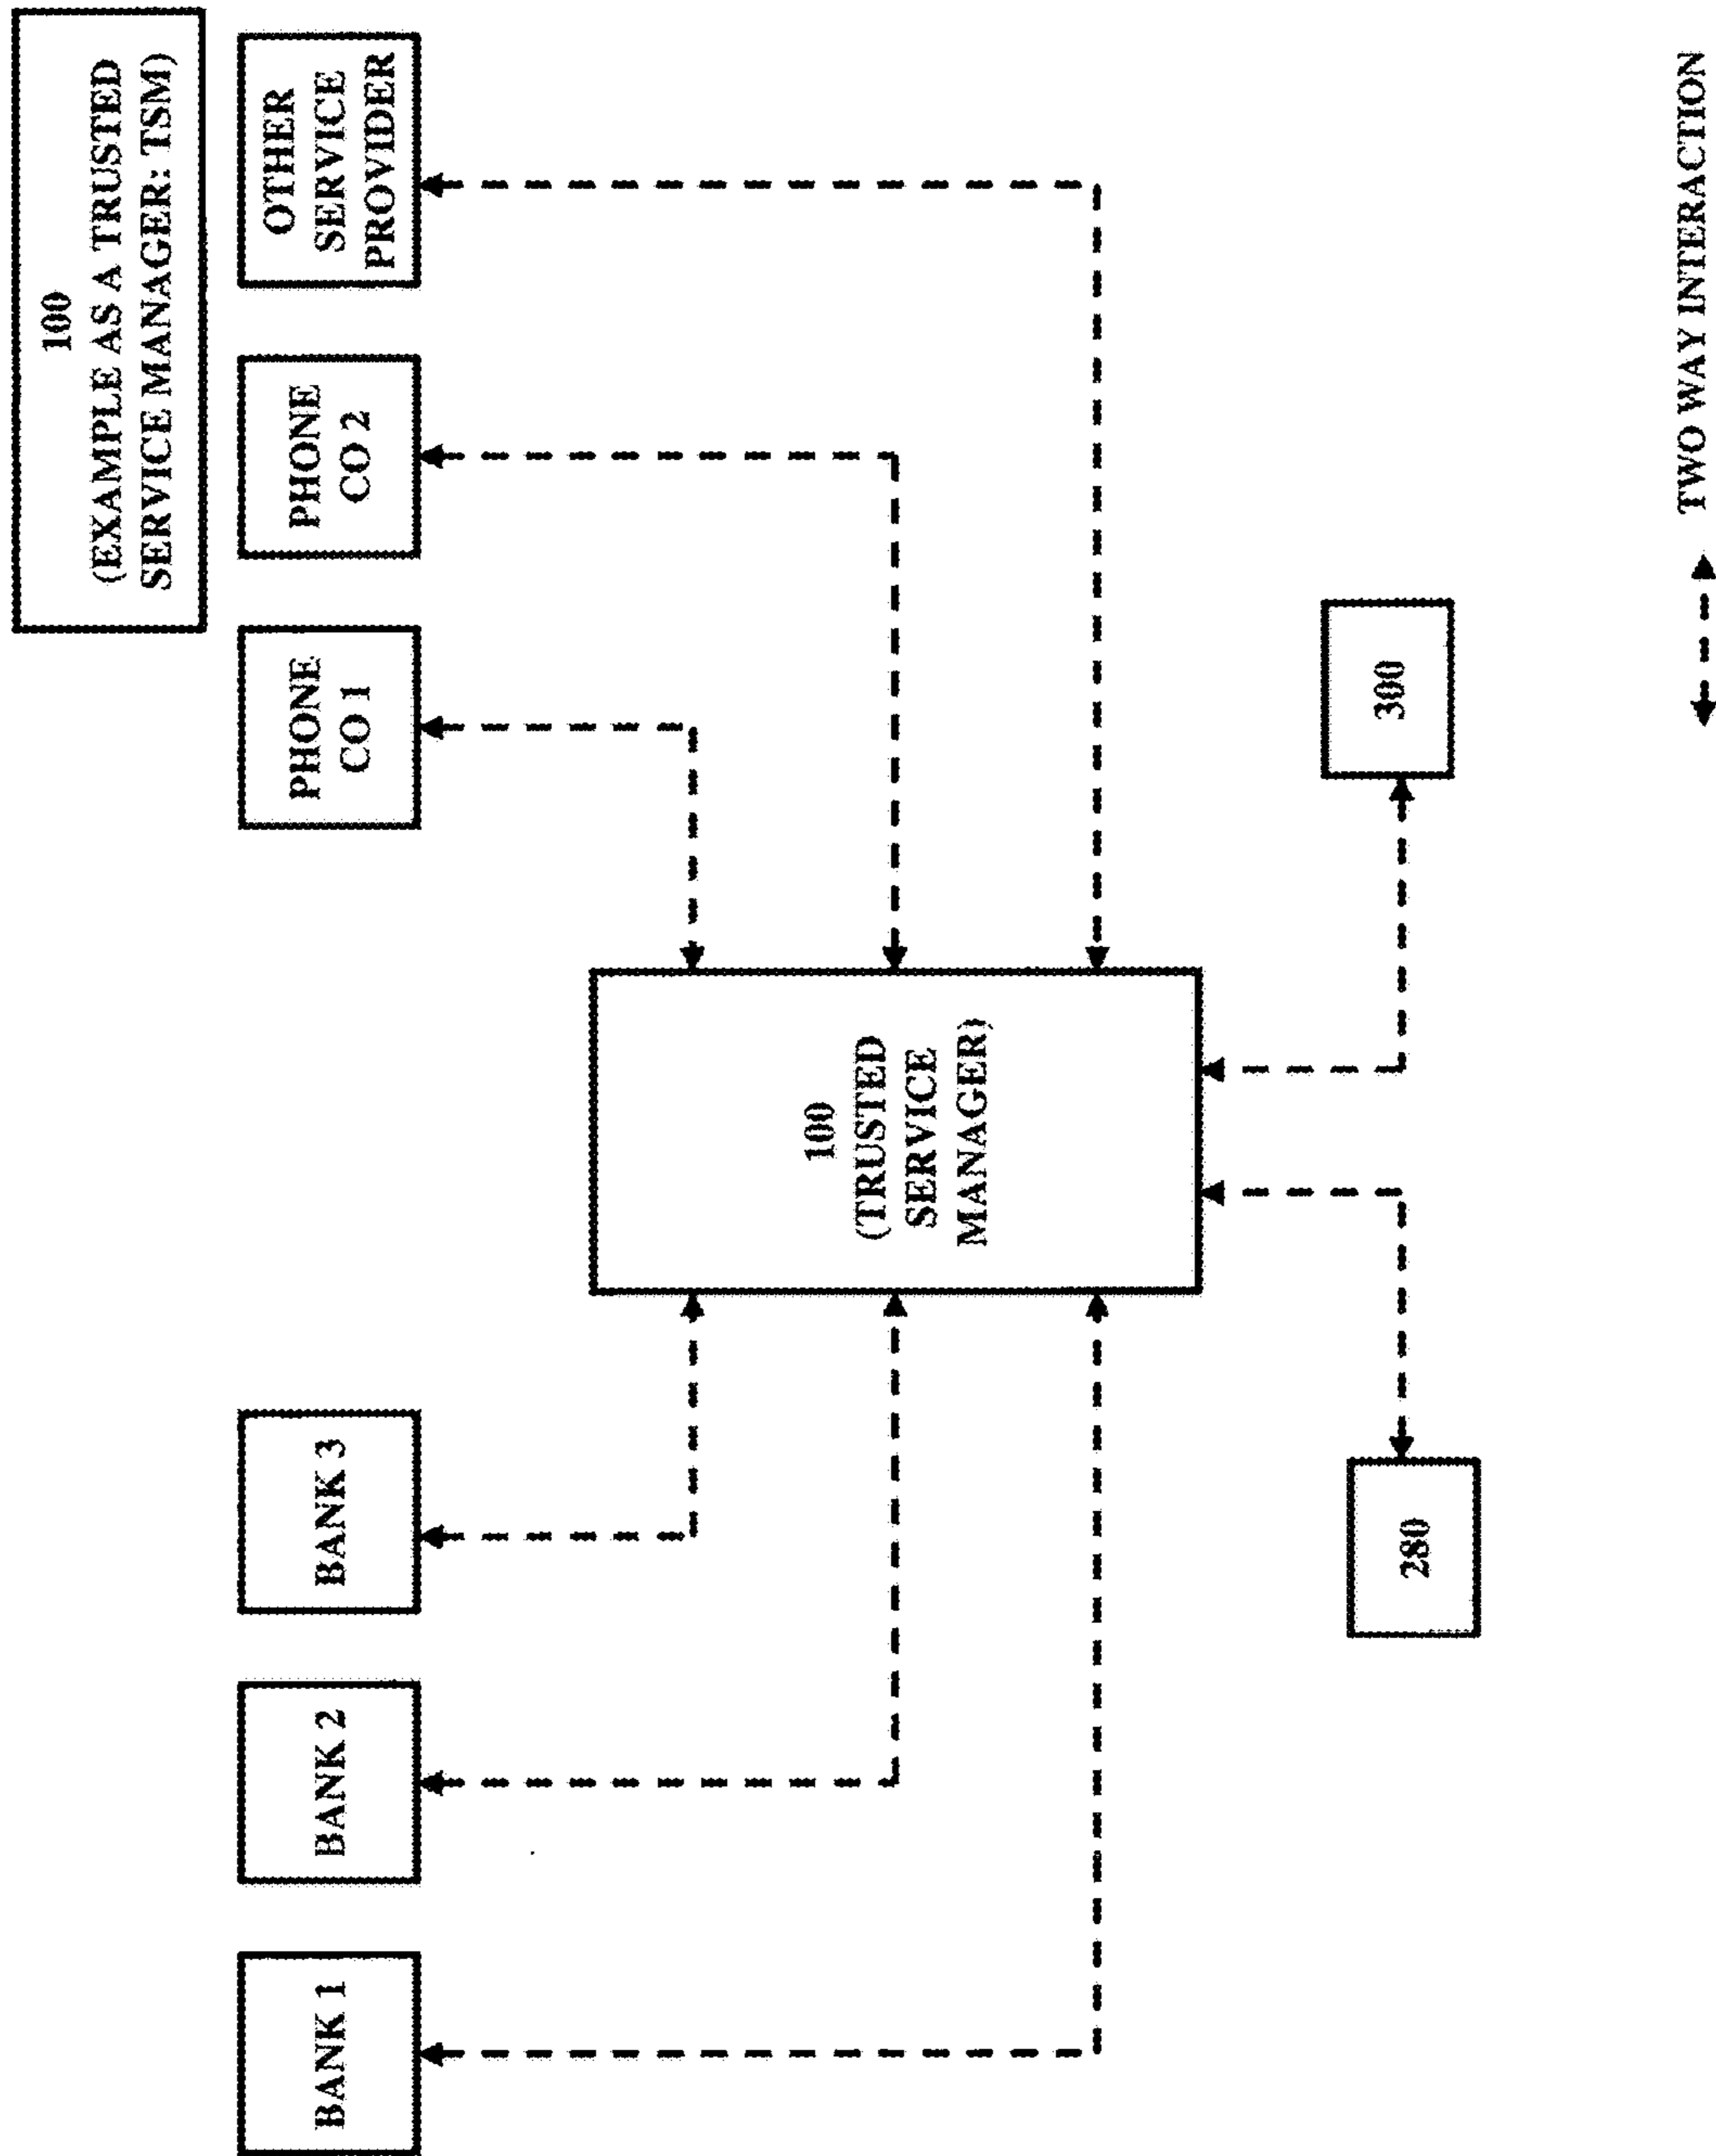 100
(EXAMPLE AS A TRUSTED
SERVICE MANAGER: TSM)
BANK 1
BANK 2
BANK 3
PHONE
CO 1
PHONE
CO 2
OTHER
SERVICE
PROVIDER
100
(TRUSTED
SERVICE
MANAGER)
280
300
TWO WAY INTERACTION